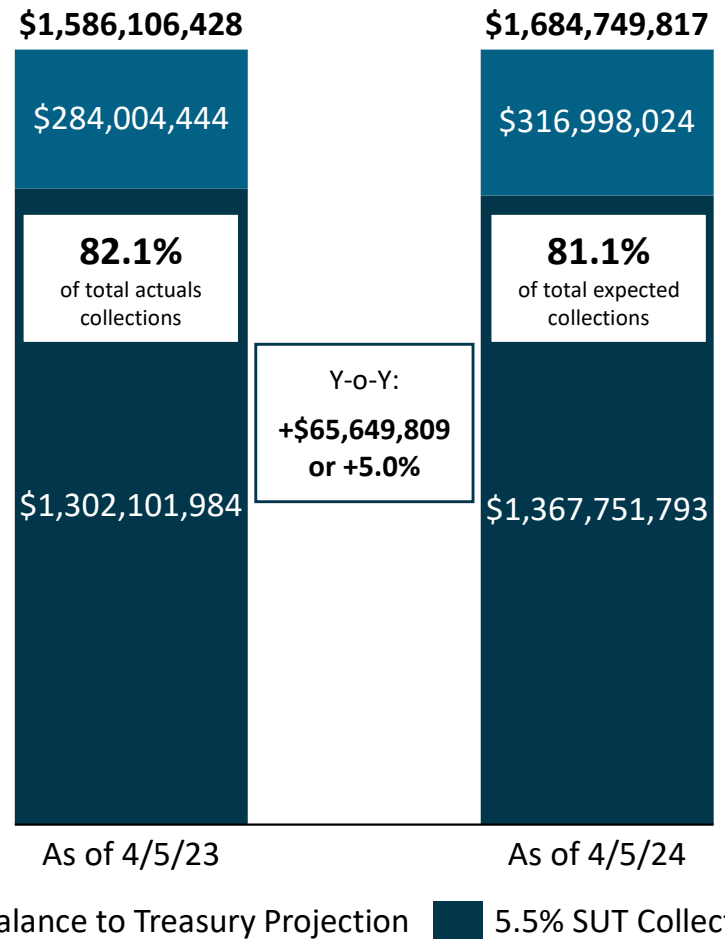 $1,586,106,428 $1,684,749,817
$284,004,444 $316,998,024
82.1% 81.1%
of total actuals of total expected
collections collections
Y-o-Y:
+$65,649,809
or +5.0%
$1,302,101,984 $1,367,751,793
As of 4/5/23 As of 4/5/24
alance to Treasury Projection 5.5% SUT Collect